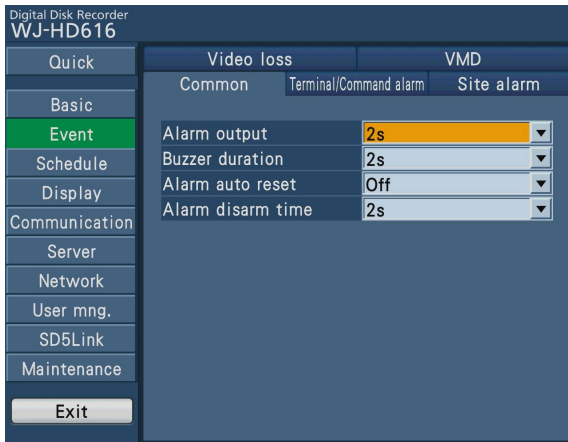 Digital Disk Recorder
WJ-HD616
Quick
Basic
Event
Schedule
Display
Communication
Server
Network
User mng.
SD5Link
Maintenance
Exit
Video loss VMD
Common Terminal/Command alarm Site alarm
Alarm output 2s
Buzzer duration 2s
Alarm auto reset Off
Alarm disarm time 2s